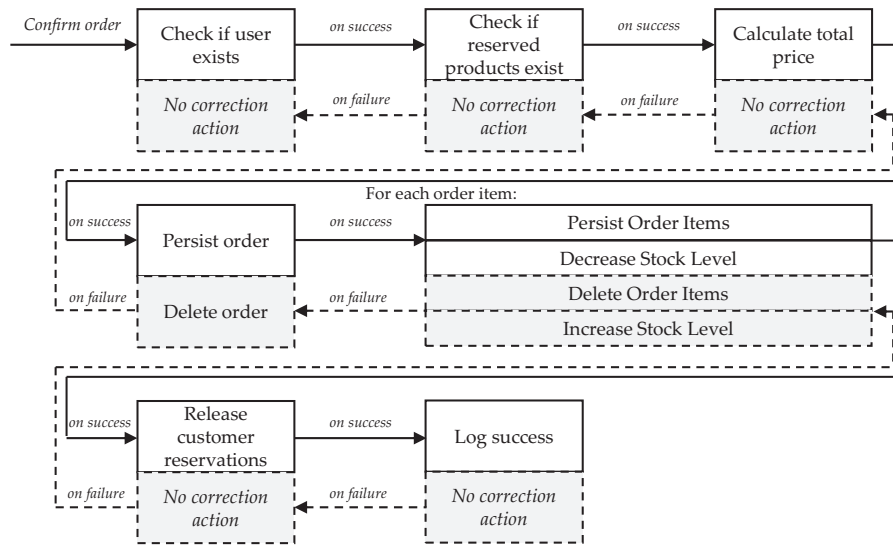 Confirm order
Check if user
exists
on success
Check if
reserved
products exist
on success
Calculate total
price
No correction
action
on failure
No correction
action
on failure
No correction
action
For each order item:
on success
Persist order
on success
Persist Order Items
Decrease Stock Level
on failure
Delete order
on failure
Delete Order Items
Increase Stock Level
on success
Release
customer
reservations
on success
Log success
on failure
No correction
action
on failure
No correction
action